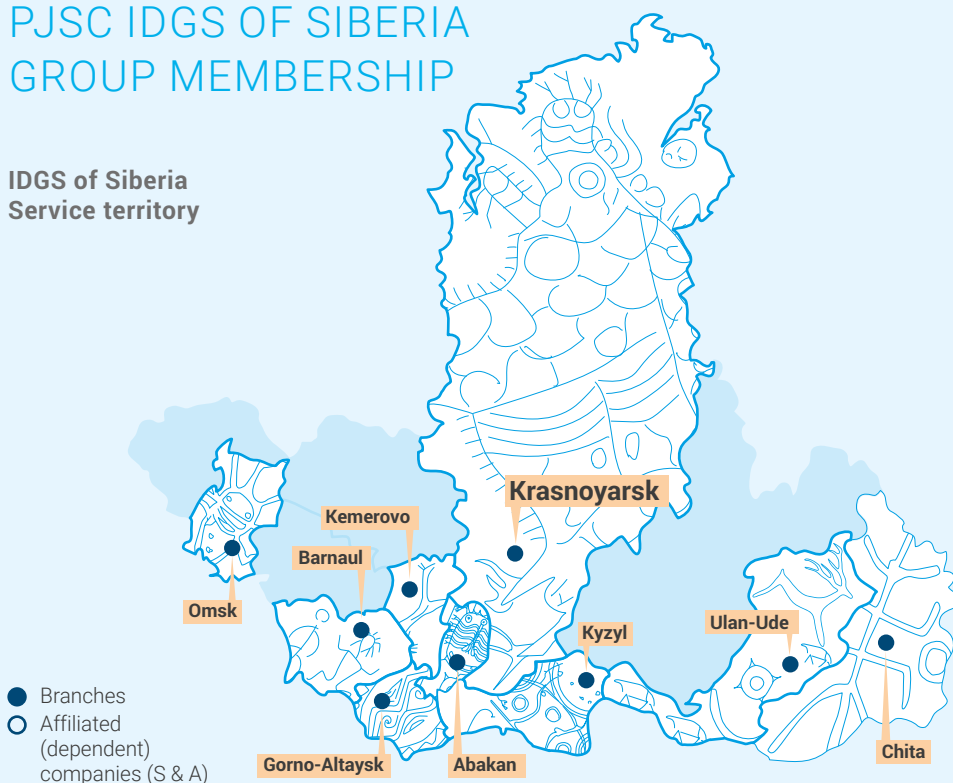 PJSC IDGS OF SIBERIA
GROUP MEMBERSHIP
IDGS of Siberia
Service territory
Krasnoyarsk
Kemerovo
Barnaul
Omsk
Kyzyl
Ulan-Ude
Chita
Gorno-Altaysk
Abakan
Branches
Affiliated
(dependent)
companies (S & A)